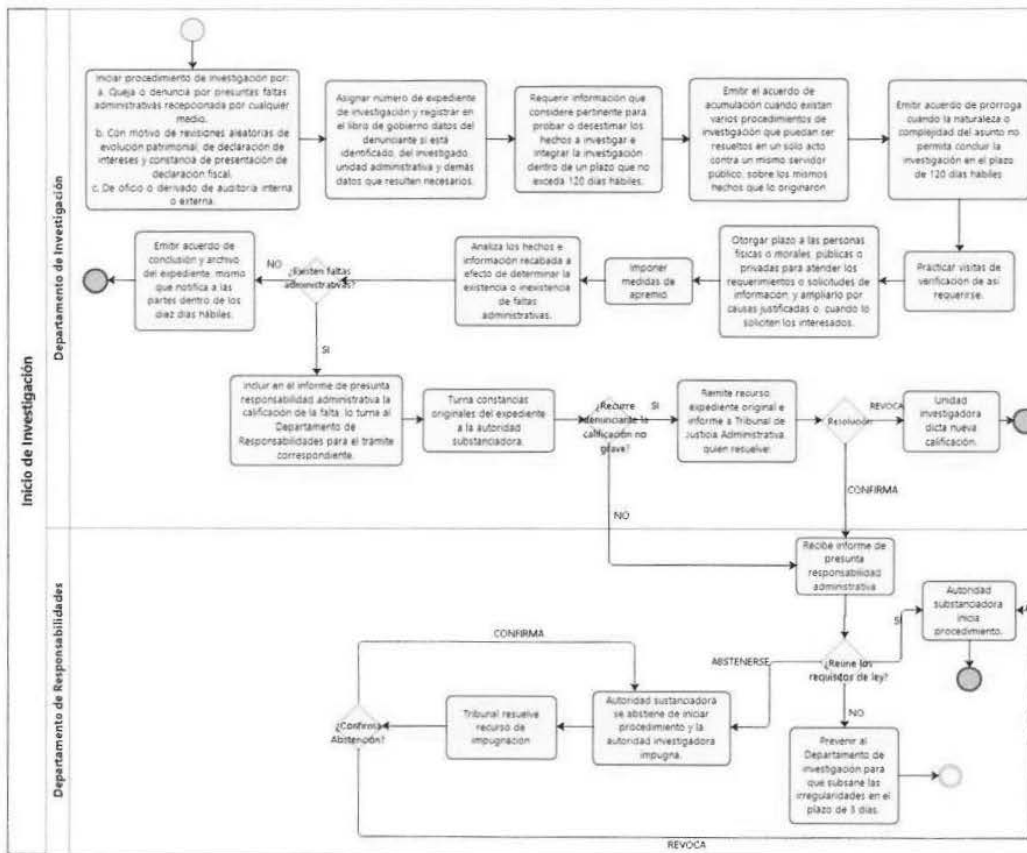 Inicio de Investigación
Departamento de Investigación
Iniciar procedimiento de investigación por:
a. Queja o denuncia por presuntas faltas
administrativas recepcionada por cualquier
medio.
b. Con motivo de revisiones aleatorias de
evolución patrimonial, de declaración de
intereses y constancia de presentación de
declaración fiscal.
c. De oficio o derivado de auditoría interna
o externa.
Asignar número de expediente
de investigación y registrar en
el libro de gobierno datos del
denunciante si está
identificado, del investigado,
unidad administrativa y demás
datos que resulten necesarios.
Requerir información que
considere pertinente para
probar o desestimar los
hechos a investigar e
integrar la investigación
dentro de un plazo que no
exceda 120 días hábiles.
Emitir el acuerdo de
acumulación cuando existan
varios procedimientos de
investigación que puedan ser
resueltos en un solo acto
contra un mismo servidor
público, sobre los mismos
hechos que lo originaron
Emitir acuerdo de prorroga
cuando la naturaleza o
complejidad del asunto no
permita concluir la
investigación en el plazo
de 120 días hábiles
Emitir acuerdo de
conclusión y archivo
del expediente, mismo
que notifica a las
partes dentro de los
diez días hábiles.
NO
¿Existen faltas
administrativas?
Analiza los hechos e
información recabada a
efecto de determinar la
existencia o inexistencia
de faltas
administrativas.
Imponer
medidas de
apremio.
Otorgar plazo a las personas
físicas o morales, públicas o
privadas para atender los
requerimientos o solicitudes de
información; y ampliarlo por
causas justificadas o, cuando lo
soliciten los interesados.
Practicar visitas de
verificación de así
requerirse.
SI
Incluir en el informe de presunta
responsabilidad administrativa la
calificación de la falta, lo turna al
Departamento de
Responsabilidades para el trámite
correspondiente.
Turna constancias
originales del expediente
a la autoridad
substanciadora.
¿Recurre
denunciante la
calificación no
grave?
SI
Remite recurso,
expediente original e
informe a Tribunal de
Justicia Administrativa,
quien resuelve:
Resolución
REVOCA
Unidad
investigadora
dicta nueva
calificación.
NO
CONFIRMA
Departamento de Responsabilidades
Recibe informe de
presunta
responsabilidad
administrativa
Autoridad
substanciadora
inicia
procedimiento.
SI
CONFIRMA
ABSTENERSE
¿Reúne los
requisitos de ley?
¿Confirma
Abstención?
Tribunal resuelve
recurso de
impugnación
Autoridad sustanciadora
se abstiene de iniciar
procedimiento y la
autoridad investigadora
impugna.
NO
Prevenir al
Departamento de
investigación para
que subsane las
irregularidades en el
plazo de 3 días.
REVOCA